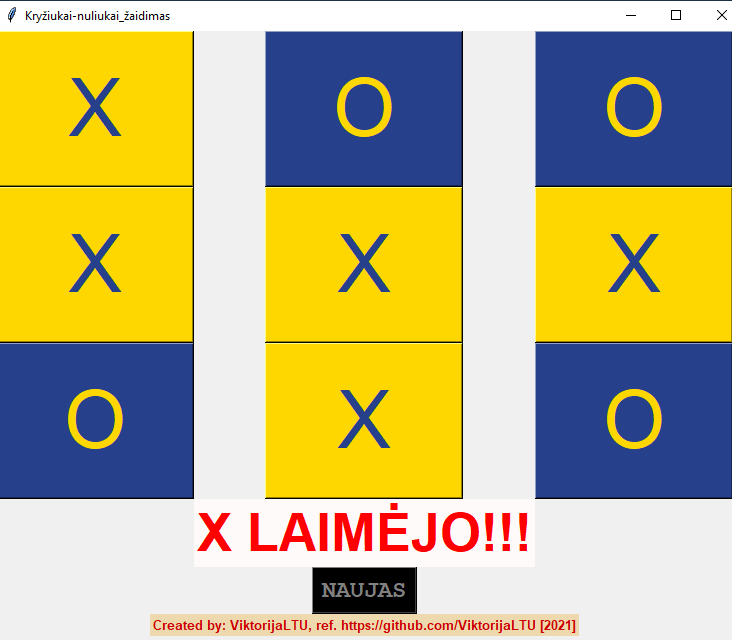 Kryžiukai-nuliukai_žaidimas
X O O
X X X
O X O
X LAIMĖJO!!!
NAUJAS
Created by: ViktorijaLTU, ref. https://github.com/ViktorijaLTU [2021]